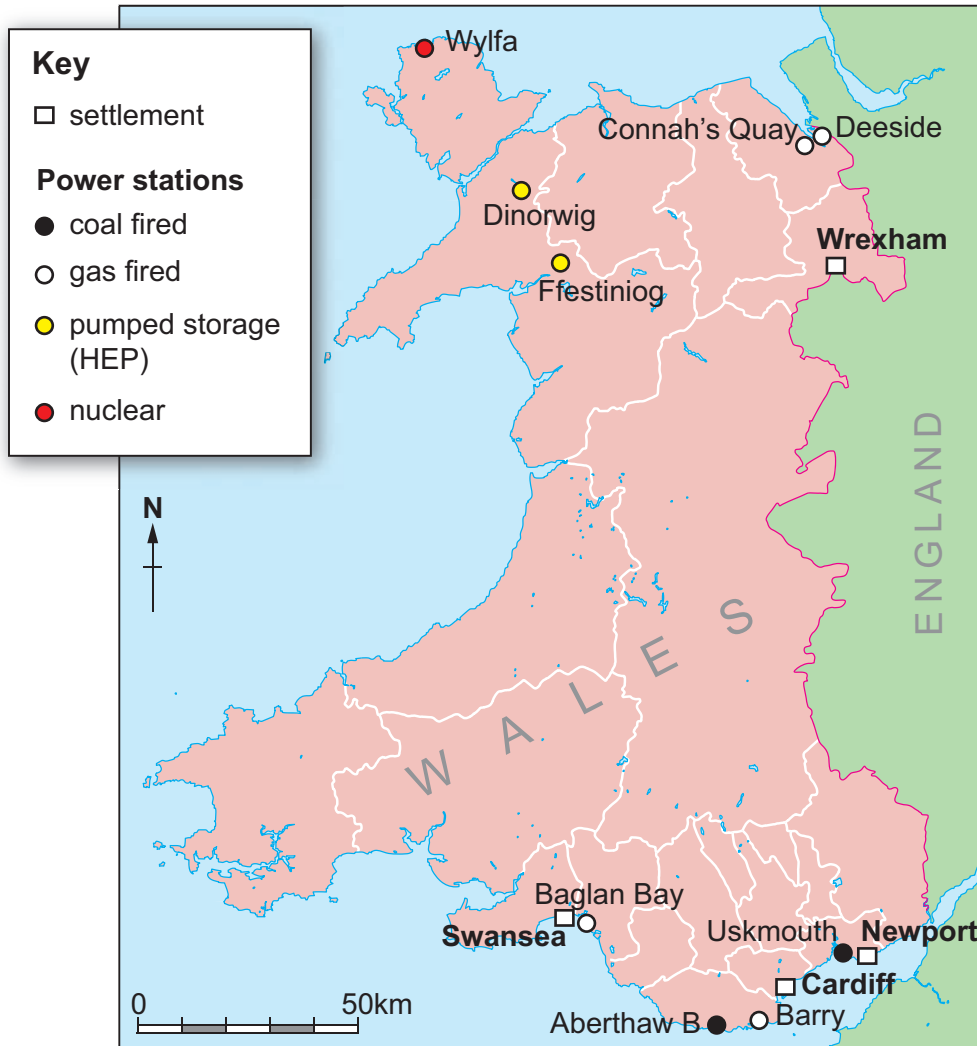 Key
settlement
Power stations
coal fired
gas fired
pumped storage
(HEP)
nuclear
Wylfa
Connah's Quay
Deeside
Dinorwig
Wrexham
Ffestiniog
ENGLAND
N
WALES
Baglan Bay
Swansea
Uskmouth
Newport
Cardiff
0 50km
Aberthaw B
Barry